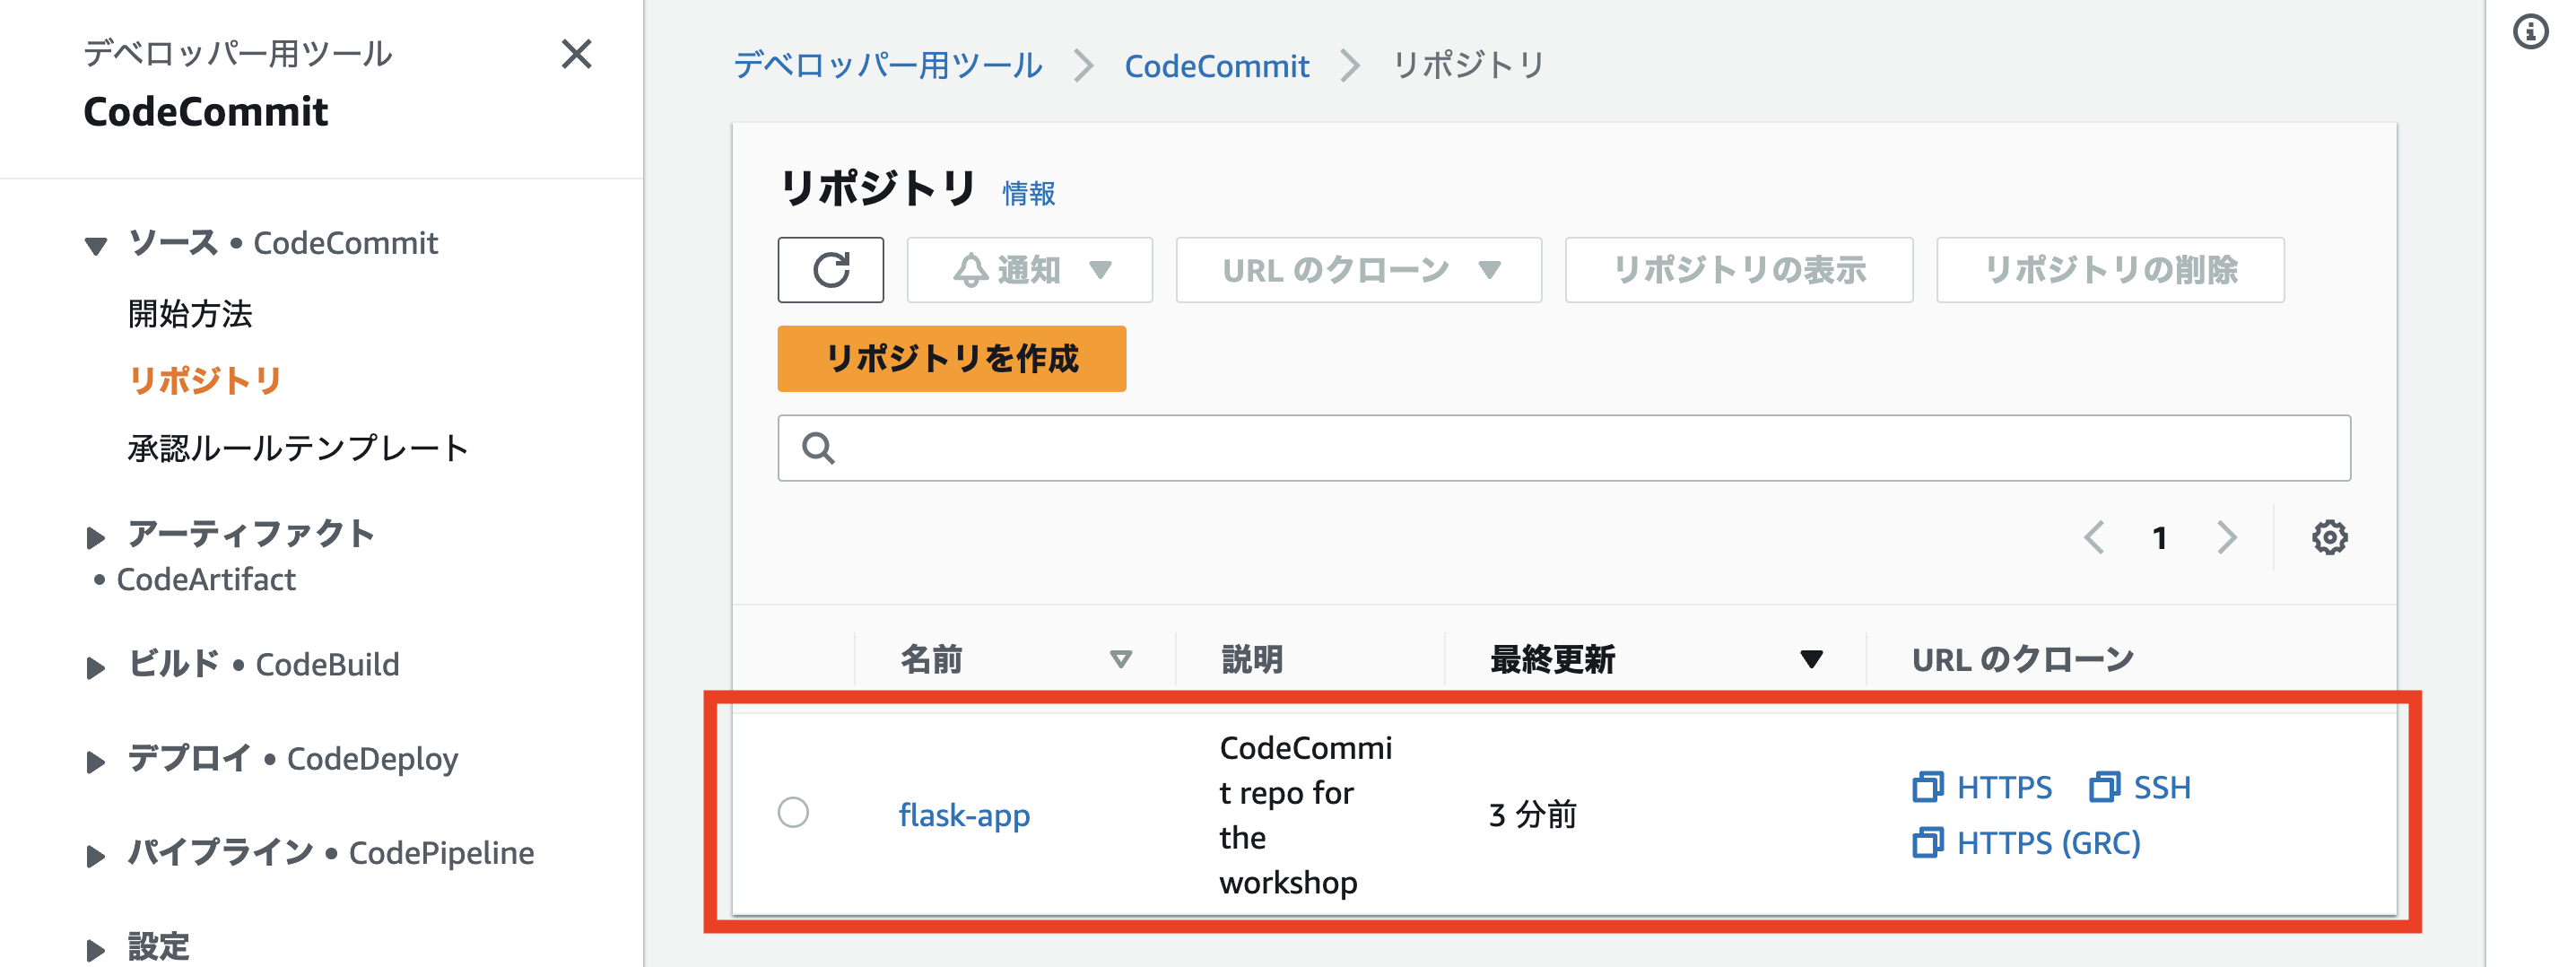 デベロッパー用ツール
CodeCommit
ソース • CodeCommit
開始方法
リポジトリ
承認ルールテンプレート
アーティファクト
• CodeArtifact
ビルド • CodeBuild
デプロイ • CodeDeploy
パイプライン • CodePipeline
設定
デベロッパー用ツール CodeCommit リポジトリ
リポジトリ 情報
通知 URL のクローン リポジトリの表示 リポジトリの削除
リポジトリを作成
1
名前 説明 最終更新 URL のクローン
flask-app
CodeCommi
t repo for
the
workshop
3 分前
HTTPS SSH
HTTPS (GRC)